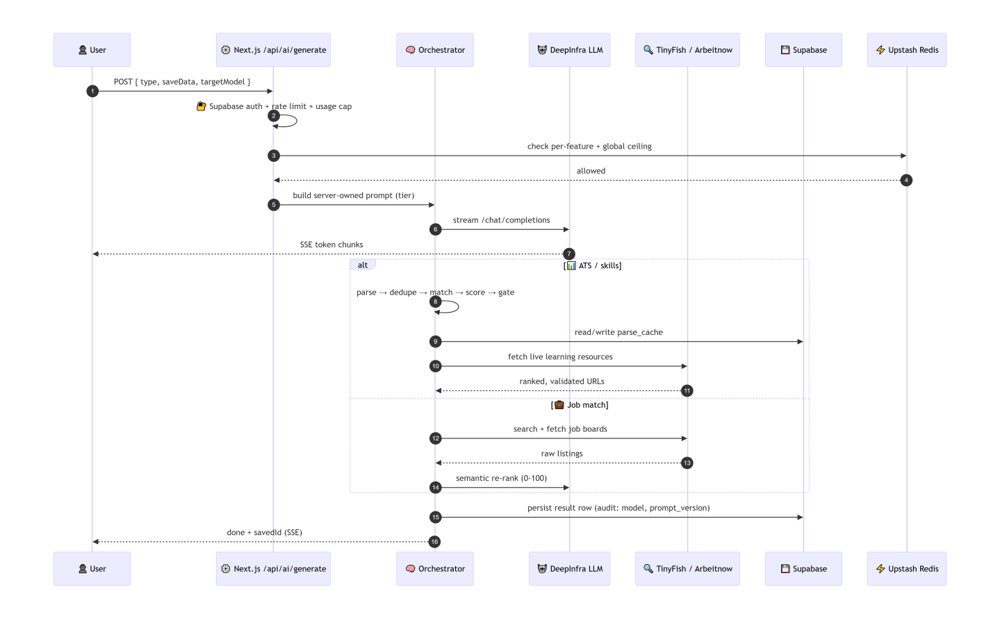 User
Next.js /api/ai/generate
Orchestrator
DeepInfra LLM
TinyFish / Arbeitnow
Supabase
Upstash Redis
POST { type, saveData, targetModel }
1
Supabase auth + rate limit + usage cap
2
check per-feature + global ceiling
3
allowed
4
build server-owned prompt (tier)
5
stream /chat/completions
6
SSE token chunks
7
alt
[📊 ATS / skills]
parse → dedupe → match → score → gate
8
read/write parse_cache
9
fetch live learning resources
10
ranked, validated URLs
11
[💼 Job match]
search + fetch job boards
12
raw listings
13
semantic re-rank (0–100)
14
persist result row (audit: model, prompt_version)
15
done + savedId (SSE)
16
User
Next.js /api/ai/generate
Orchestrator
DeepInfra LLM
TinyFish / Arbeitnow
Supabase
Upstash Redis